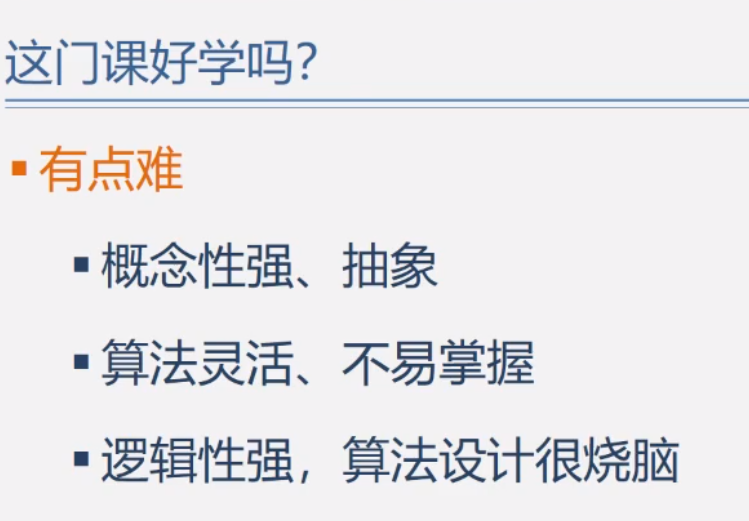 这门课好学吗?
▪有点难
▪概念性强、抽象
▪算法灵活、不易掌握
▪逻辑性强，算法设计很烧脑